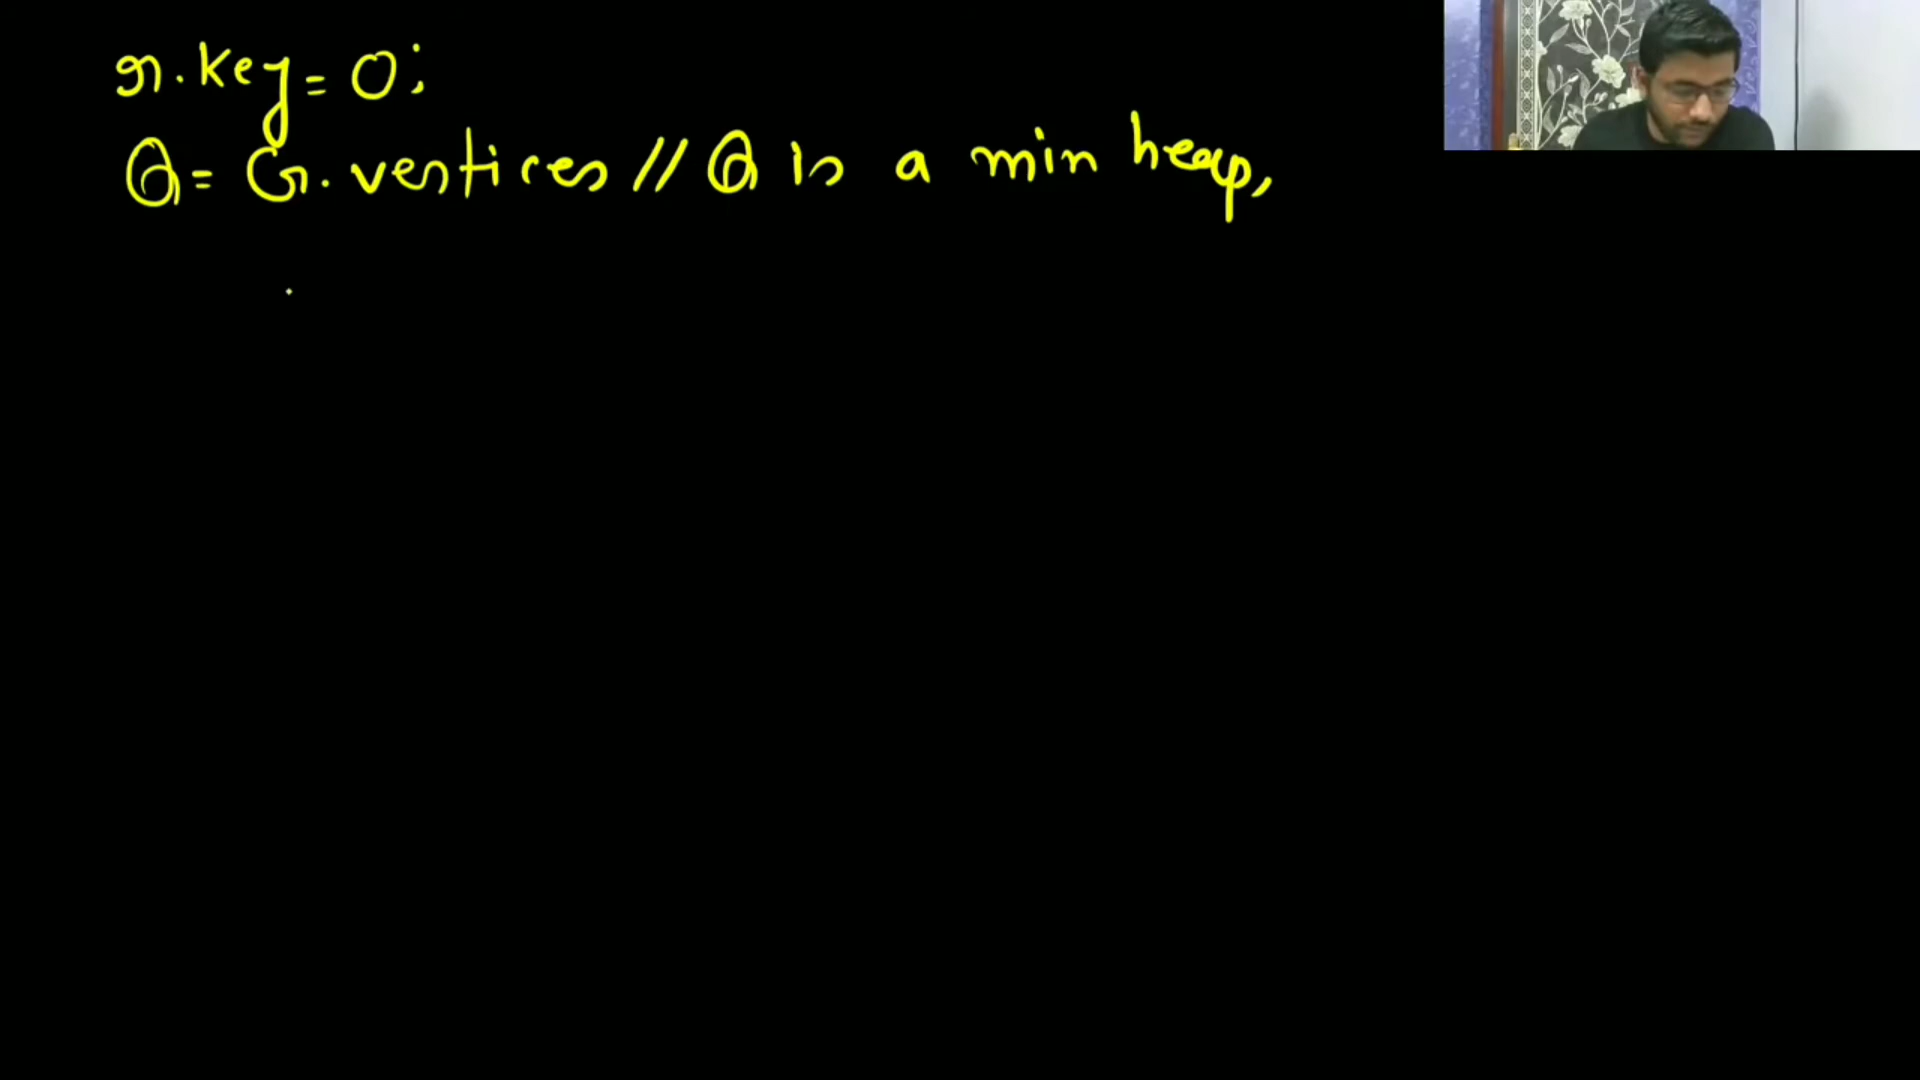 r.key = 0;
Q = G.vertices // Q is a min heap,